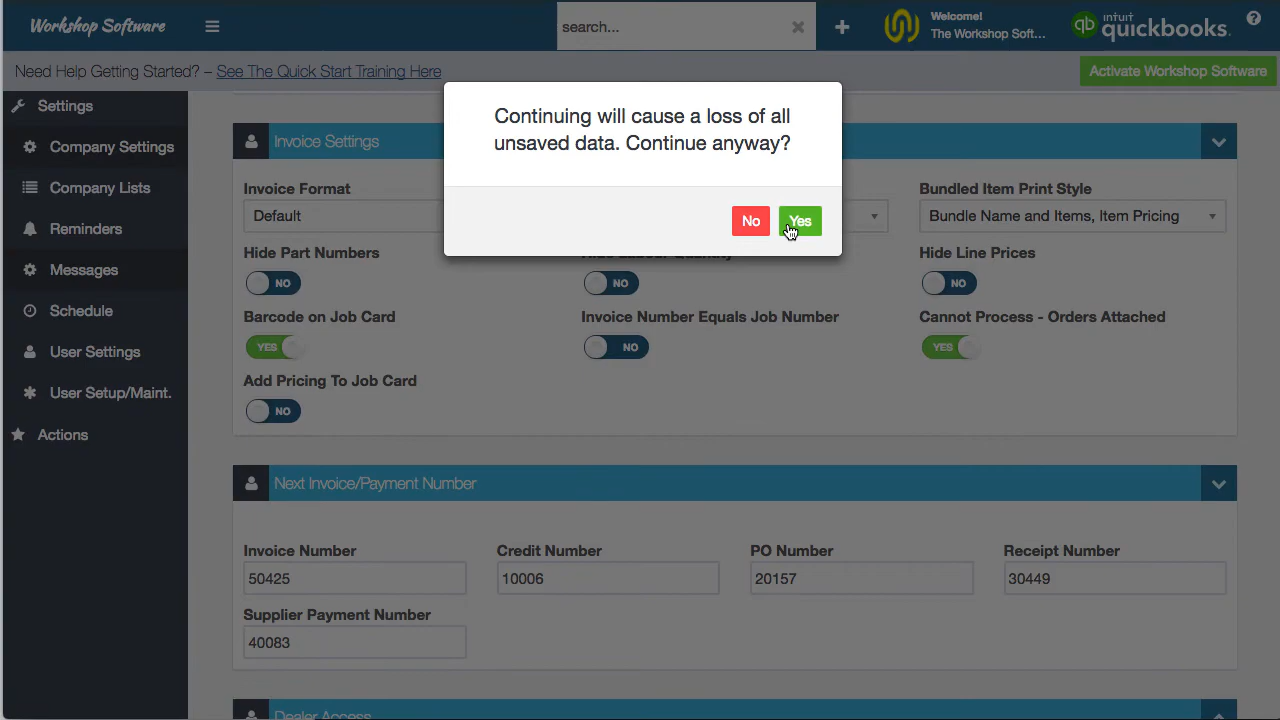 Workshop Software
search...
Welcome!
The Workshop Soft...
qb
intuit
quickbooks.
?
Need Help Getting Started? – See The Quick Start Training Here
Activate Workshop Software
Continuing will cause a loss of all
unsaved data. Continue anyway?
No
Yes
Settings
Company Settings
Company Lists
Reminders
Messages
Schedule
User Settings
User Setup/Maint.
Actions
Invoice Settings
Invoice Format
Default
Bundled Item Print Style
Bundle Name and Items, Item Pricing
Hide Part Numbers
NO
Hide Labour Quantity
NO
Hide Line Prices
NO
Barcode on Job Card
YES
Invoice Number Equals Job Number
NO
Cannot Process - Orders Attached
YES
Add Pricing To Job Card
NO
Next Invoice/Payment Number
Invoice Number
50425
Credit Number
10006
PO Number
20157
Receipt Number
30449
Supplier Payment Number
40083
Dealer Access